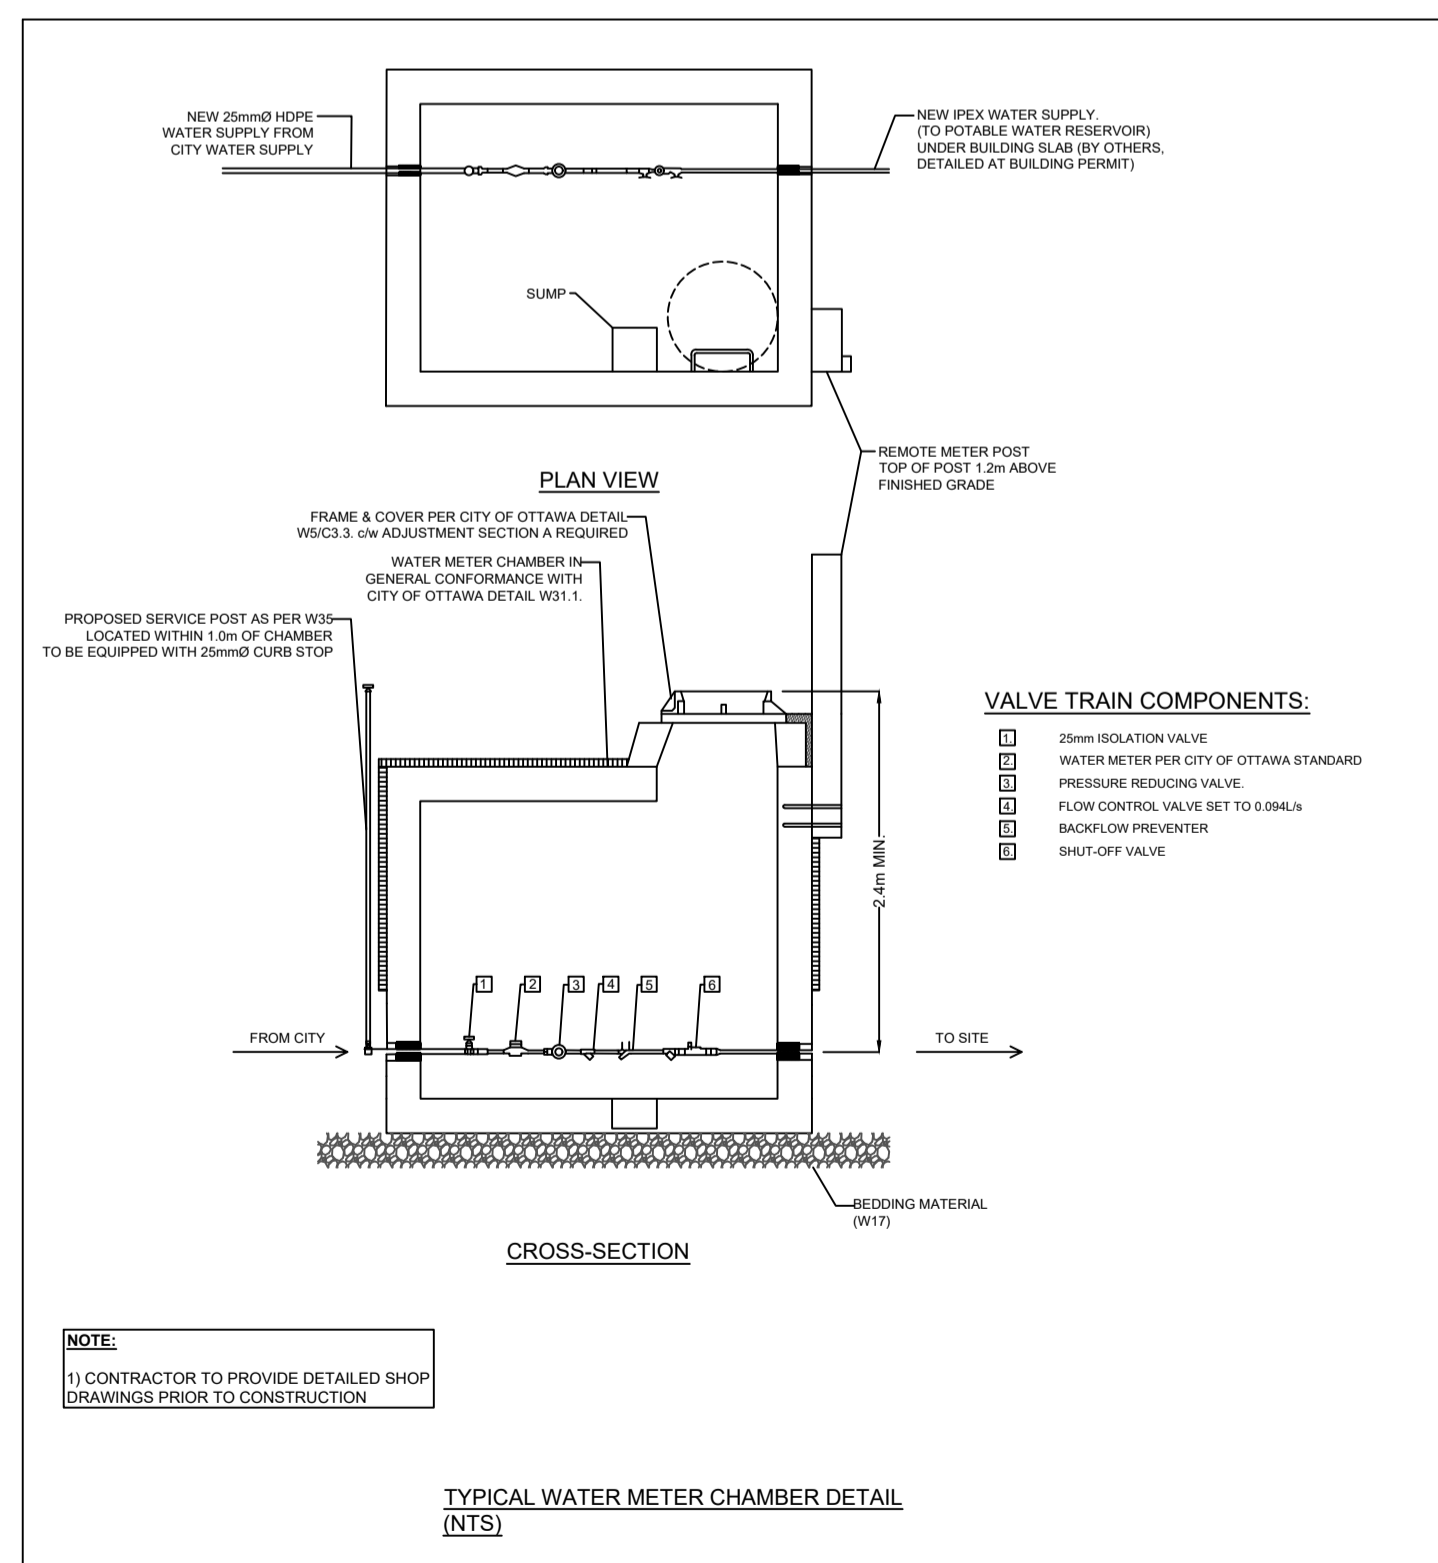 NEW 25mmØ HDPE
WATER SUPPLY FROM
CITY WATER SUPPLY
NEW IPEX WATER SUPPLY.
(TO POTABLE WATER RESERVOIR)
UNDER BUILDING SLAB (BY OTHERS,
DETAILED AT BUILDING PERMIT)
SUMP
REMOTE METER POST
TOP OF POST 1.2m ABOVE
FINISHED GRADE
PLAN VIEW
FRAME & COVER PER CITY OF OTTAWA DETAIL
W5/C3.3. c/w ADJUSTMENT SECTION A REQUIRED
WATER METER CHAMBER IN
GENERAL CONFORMANCE WITH
CITY OF OTTAWA DETAIL W31.1.
PROPOSED SERVICE POST AS PER W35
LOCATED WITHIN 1.0m OF CHAMBER
TO BE EQUIPPED WITH 25mmØ CURB STOP
VALVE TRAIN COMPONENTS:
1. 25mm ISOLATION VALVE
2. WATER METER PER CITY OF OTTAWA STANDARD
3. PRESSURE REDUCING VALVE.
4. FLOW CONTROL VALVE SET TO 0.094L/s
5. BACKFLOW PREVENTER
6. SHUT-OFF VALVE
2.4m MIN.
1 2 3 4 5 6
FROM CITY
TO SITE
BEDDING MATERIAL
(W17)
CROSS-SECTION
NOTE:
1) CONTRACTOR TO PROVIDE DETAILED SHOP
DRAWINGS PRIOR TO CONSTRUCTION
TYPICAL WATER METER CHAMBER DETAIL
(NTS)